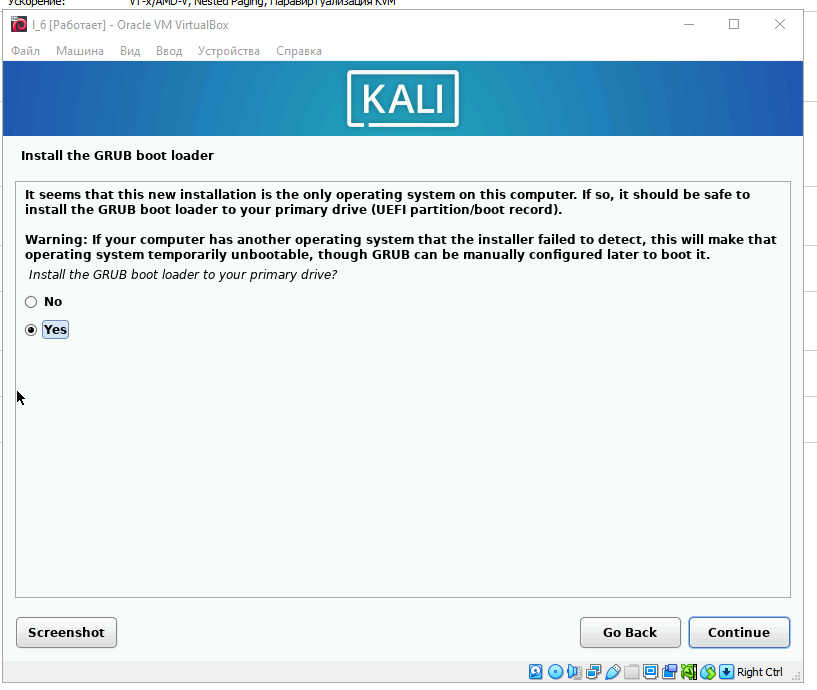 Ускорение: VT-x/AMD-V, Nested Paging, Паравиртуализация KVM
l_6 [Работает] - Oracle VM VirtualBox
Файл Машина Вид Ввод Устройства Справка
KALI
Install the GRUB boot loader
It seems that this new installation is the only operating system on this computer. If so, it should be safe to
install the GRUB boot loader to your primary drive (UEFI partition/boot record).
Warning: If your computer has another operating system that the installer failed to detect, this will make that
operating system temporarily unbootable, though GRUB can be manually configured later to boot it.
Install the GRUB boot loader to your primary drive?
No
Yes
Screenshot Go Back Continue
Right Ctrl